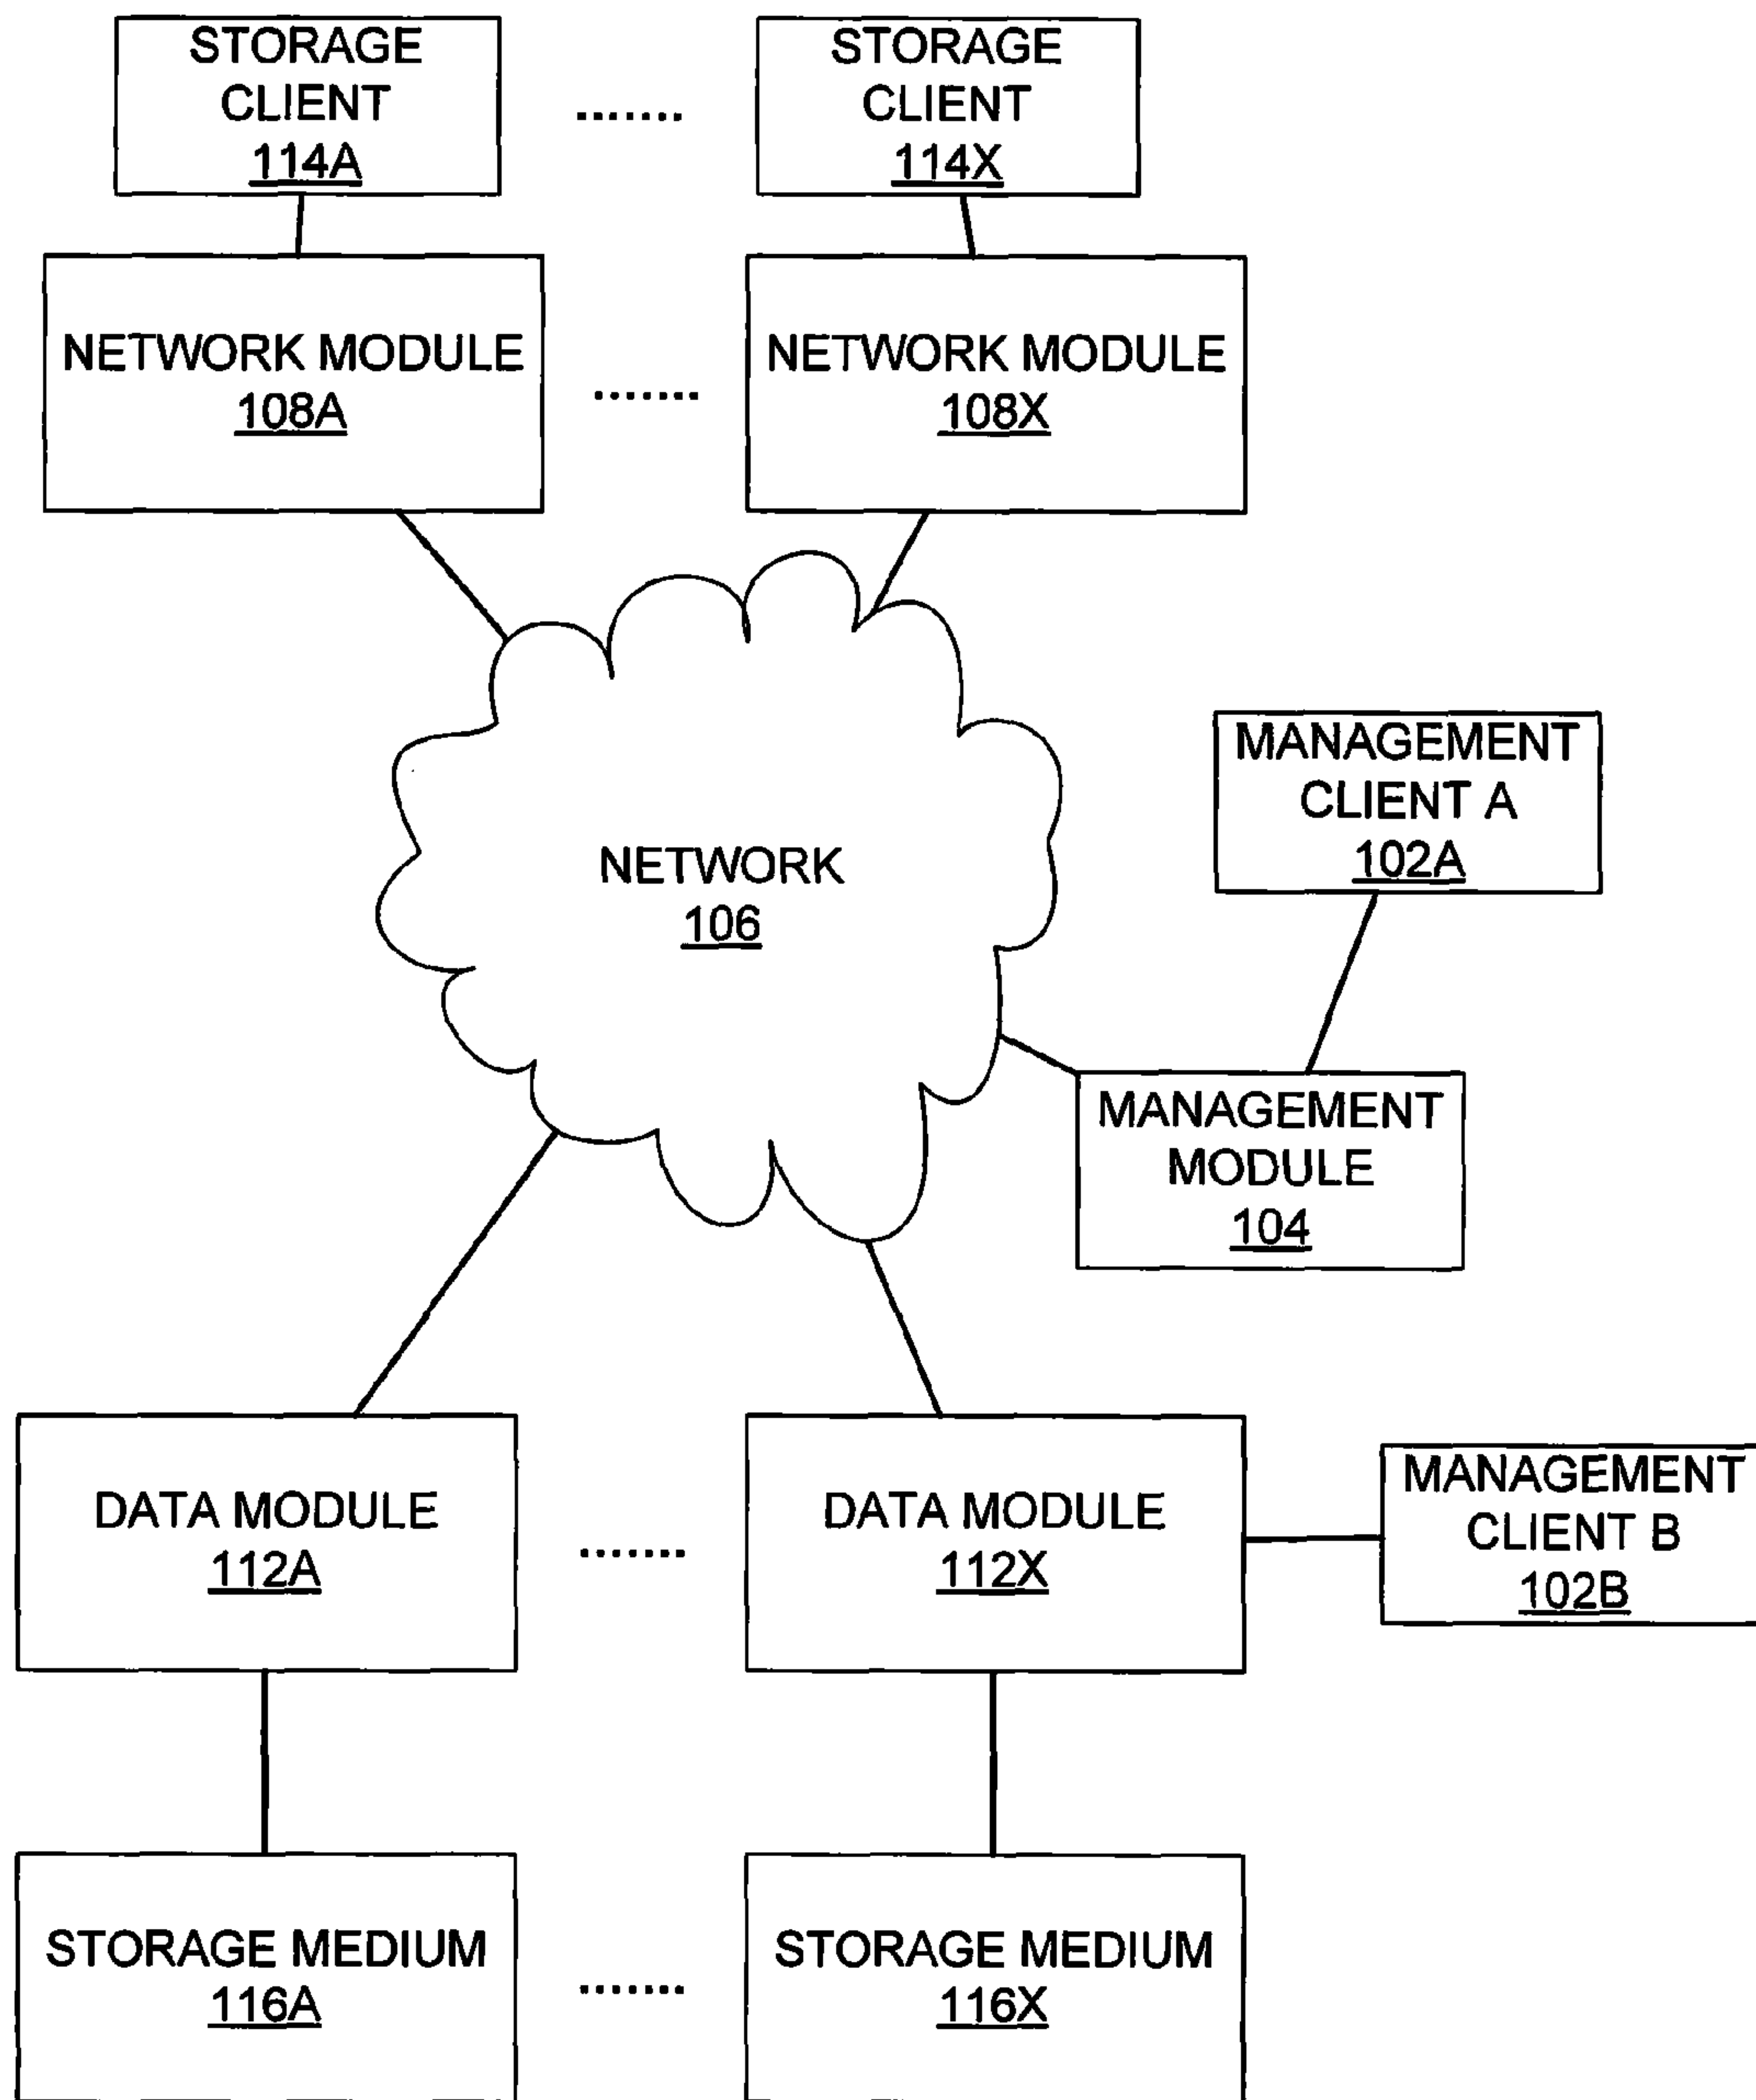 STORAGE
CLIENT
114A
.......
STORAGE
CLIENT
114X
NETWORK MODULE
108A
.......
NETWORK MODULE
108X
NETWORK
106
MANAGEMENT
CLIENT A
102A
MANAGEMENT
MODULE
104
DATA MODULE
112A
.......
DATA MODULE
112X
MANAGEMENT
CLIENT B
102B
STORAGE MEDIUM
116A
.......
STORAGE MEDIUM
116X